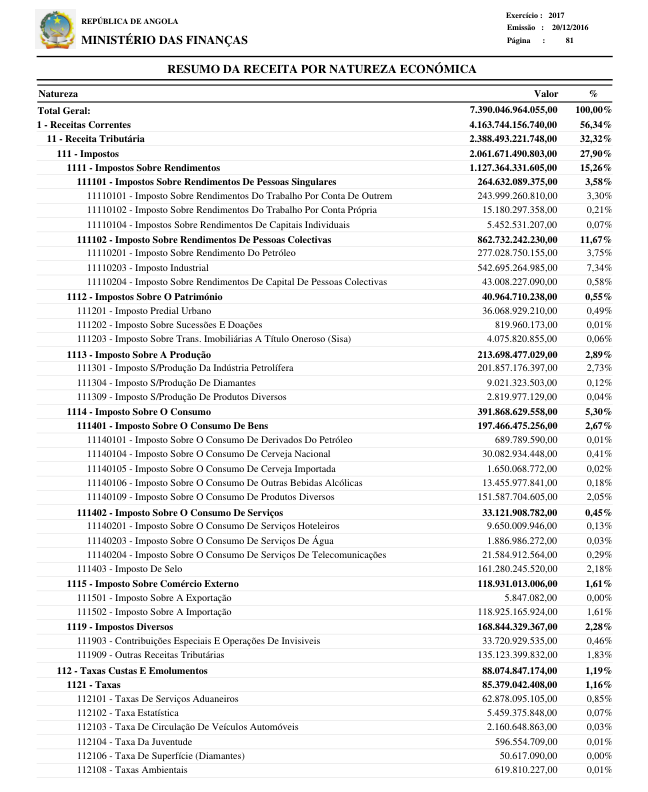 REPÚBLICA DE ANGOLA
MINISTÉRIO DAS FINANÇAS
Exercício : 2017
Emissão : 20/12/2016
Página : 81
RESUMO DA RECEITA POR NATUREZA ECONÓMICA
Natureza Valor %
Total Geral: 7.390.046.964.055,00 100,00%
1 - Receitas Correntes 4.163.744.156.740,00 56,34%
11 - Receita Tributária 2.388.493.221.748,00 32,32%
111 - Impostos 2.061.671.490.803,00 27,90%
1111 - Impostos Sobre Rendimentos 1.127.364.331.605,00 15,26%
111101 - Impostos Sobre Rendimentos De Pessoas Singulares 264.632.089.375,00 3,58%
11110101 - Imposto Sobre Rendimentos Do Trabalho Por Conta De Outrem 243.999.260.810,00 3,30%
11110102 - Imposto Sobre Rendimentos Do Trabalho Por Conta Própria 15.180.297.358,00 0,21%
11110104 - Imposto Sobre Rendimentos De Capitais Individuais 5.452.531.207,00 0,07%
111102 - Imposto Sobre Rendimentos De Pessoas Colectivas 862.732.242.230,00 11,67%
11110201 - Imposto Sobre Rendimento Do Petróleo 277.028.750.155,00 3,75%
11110203 - Imposto Industrial 542.695.264.985,00 7,34%
11110204 - Imposto Sobre Rendimentos De Capital De Pessoas Colectivas 43.008.227.090,00 0,58%
1112 - Impostos Sobre O Património 40.964.710.238,00 0,55%
111201 - Imposto Predial Urbano 36.068.929.210,00 0,49%
111202 - Imposto Sobre Sucessões E Doações 819.960.173,00 0,01%
111203 - Imposto Sobre Trans. Imobiliárias A Título Oneroso (Sisa) 4.075.820.855,00 0,06%
1113 - Imposto Sobre A Produção 213.698.477.029,00 2,89%
111301 - Imposto S/Produção Da Indústria Petrolífera 201.857.176.397,00 2,73%
111304 - Imposto S/Produção De Diamantes 9.021.323.503,00 0,12%
111309 - Imposto S/Produção De Produtos Diversos 2.819.977.129,00 0,04%
1114 - Imposto Sobre O Consumo 391.868.629.558,00 5,30%
111401 - Imposto Sobre O Consumo De Bens 197.466.475.256,00 2,67%
11140101 - Imposto Sobre O Consumo De Derivados Do Petróleo 689.789.590,00 0,01%
11140104 - Imposto Sobre O Consumo De Cerveja Nacional 30.082.934.448,00 0,41%
11140105 - Imposto Sobre O Consumo De Cerveja Importada 1.650.068.772,00 0,02%
11140106 - Imposto Sobre O Consumo De Outras Bebidas Alcólicas 13.455.977.841,00 0,18%
11140109 - Imposto Sobre O Consumo De Produtos Diversos 151.587.704.605,00 2,05%
111402 - Imposto Sobre O Consumo De Serviços 33.121.908.782,00 0,45%
11140201 - Imposto Sobre O Consumo De Serviços Hoteleiros 9.650.009.946,00 0,13%
11140203 - Imposto Sobre O Consumo De Serviços De Água 1.886.986.272,00 0,03%
11140204 - Imposto Sobre O Consumo De Serviços De Telecomunicações 21.584.912.564,00 0,29%
111403 - Imposto De Selo 161.280.245.520,00 2,18%
1115 - Imposto Sobre Comércio Externo 118.931.013.006,00 1,61%
111501 - Imposto Sobre A Exportação 5.847.082,00 0,00%
111502 - Imposto Sobre A Importação 118.925.165.924,00 1,61%
1119 - Impostos Diversos 168.844.329.367,00 2,28%
111903 - Contribuições Especiais E Operações De Invisiveis 33.720.929.535,00 0,46%
111909 - Outras Receitas Tributárias 135.123.399.832,00 1,83%
112 - Taxas Custas E Emolumentos 88.074.847.174,00 1,19%
1121 - Taxas 85.379.042.408,00 1,16%
112101 - Taxas De Serviços Aduaneiros 62.878.095.105,00 0,85%
112102 - Taxa Estatística 5.459.375.848,00 0,07%
112103 - Taxa De Circulação De Veículos Automóveis 2.160.648.863,00 0,03%
112104 - Taxa Da Juventude 596.554.709,00 0,01%
112106 - Taxa De Superfície (Diamantes) 50.617.090,00 0,00%
112108 - Taxas Ambientais 619.810.227,00 0,01%